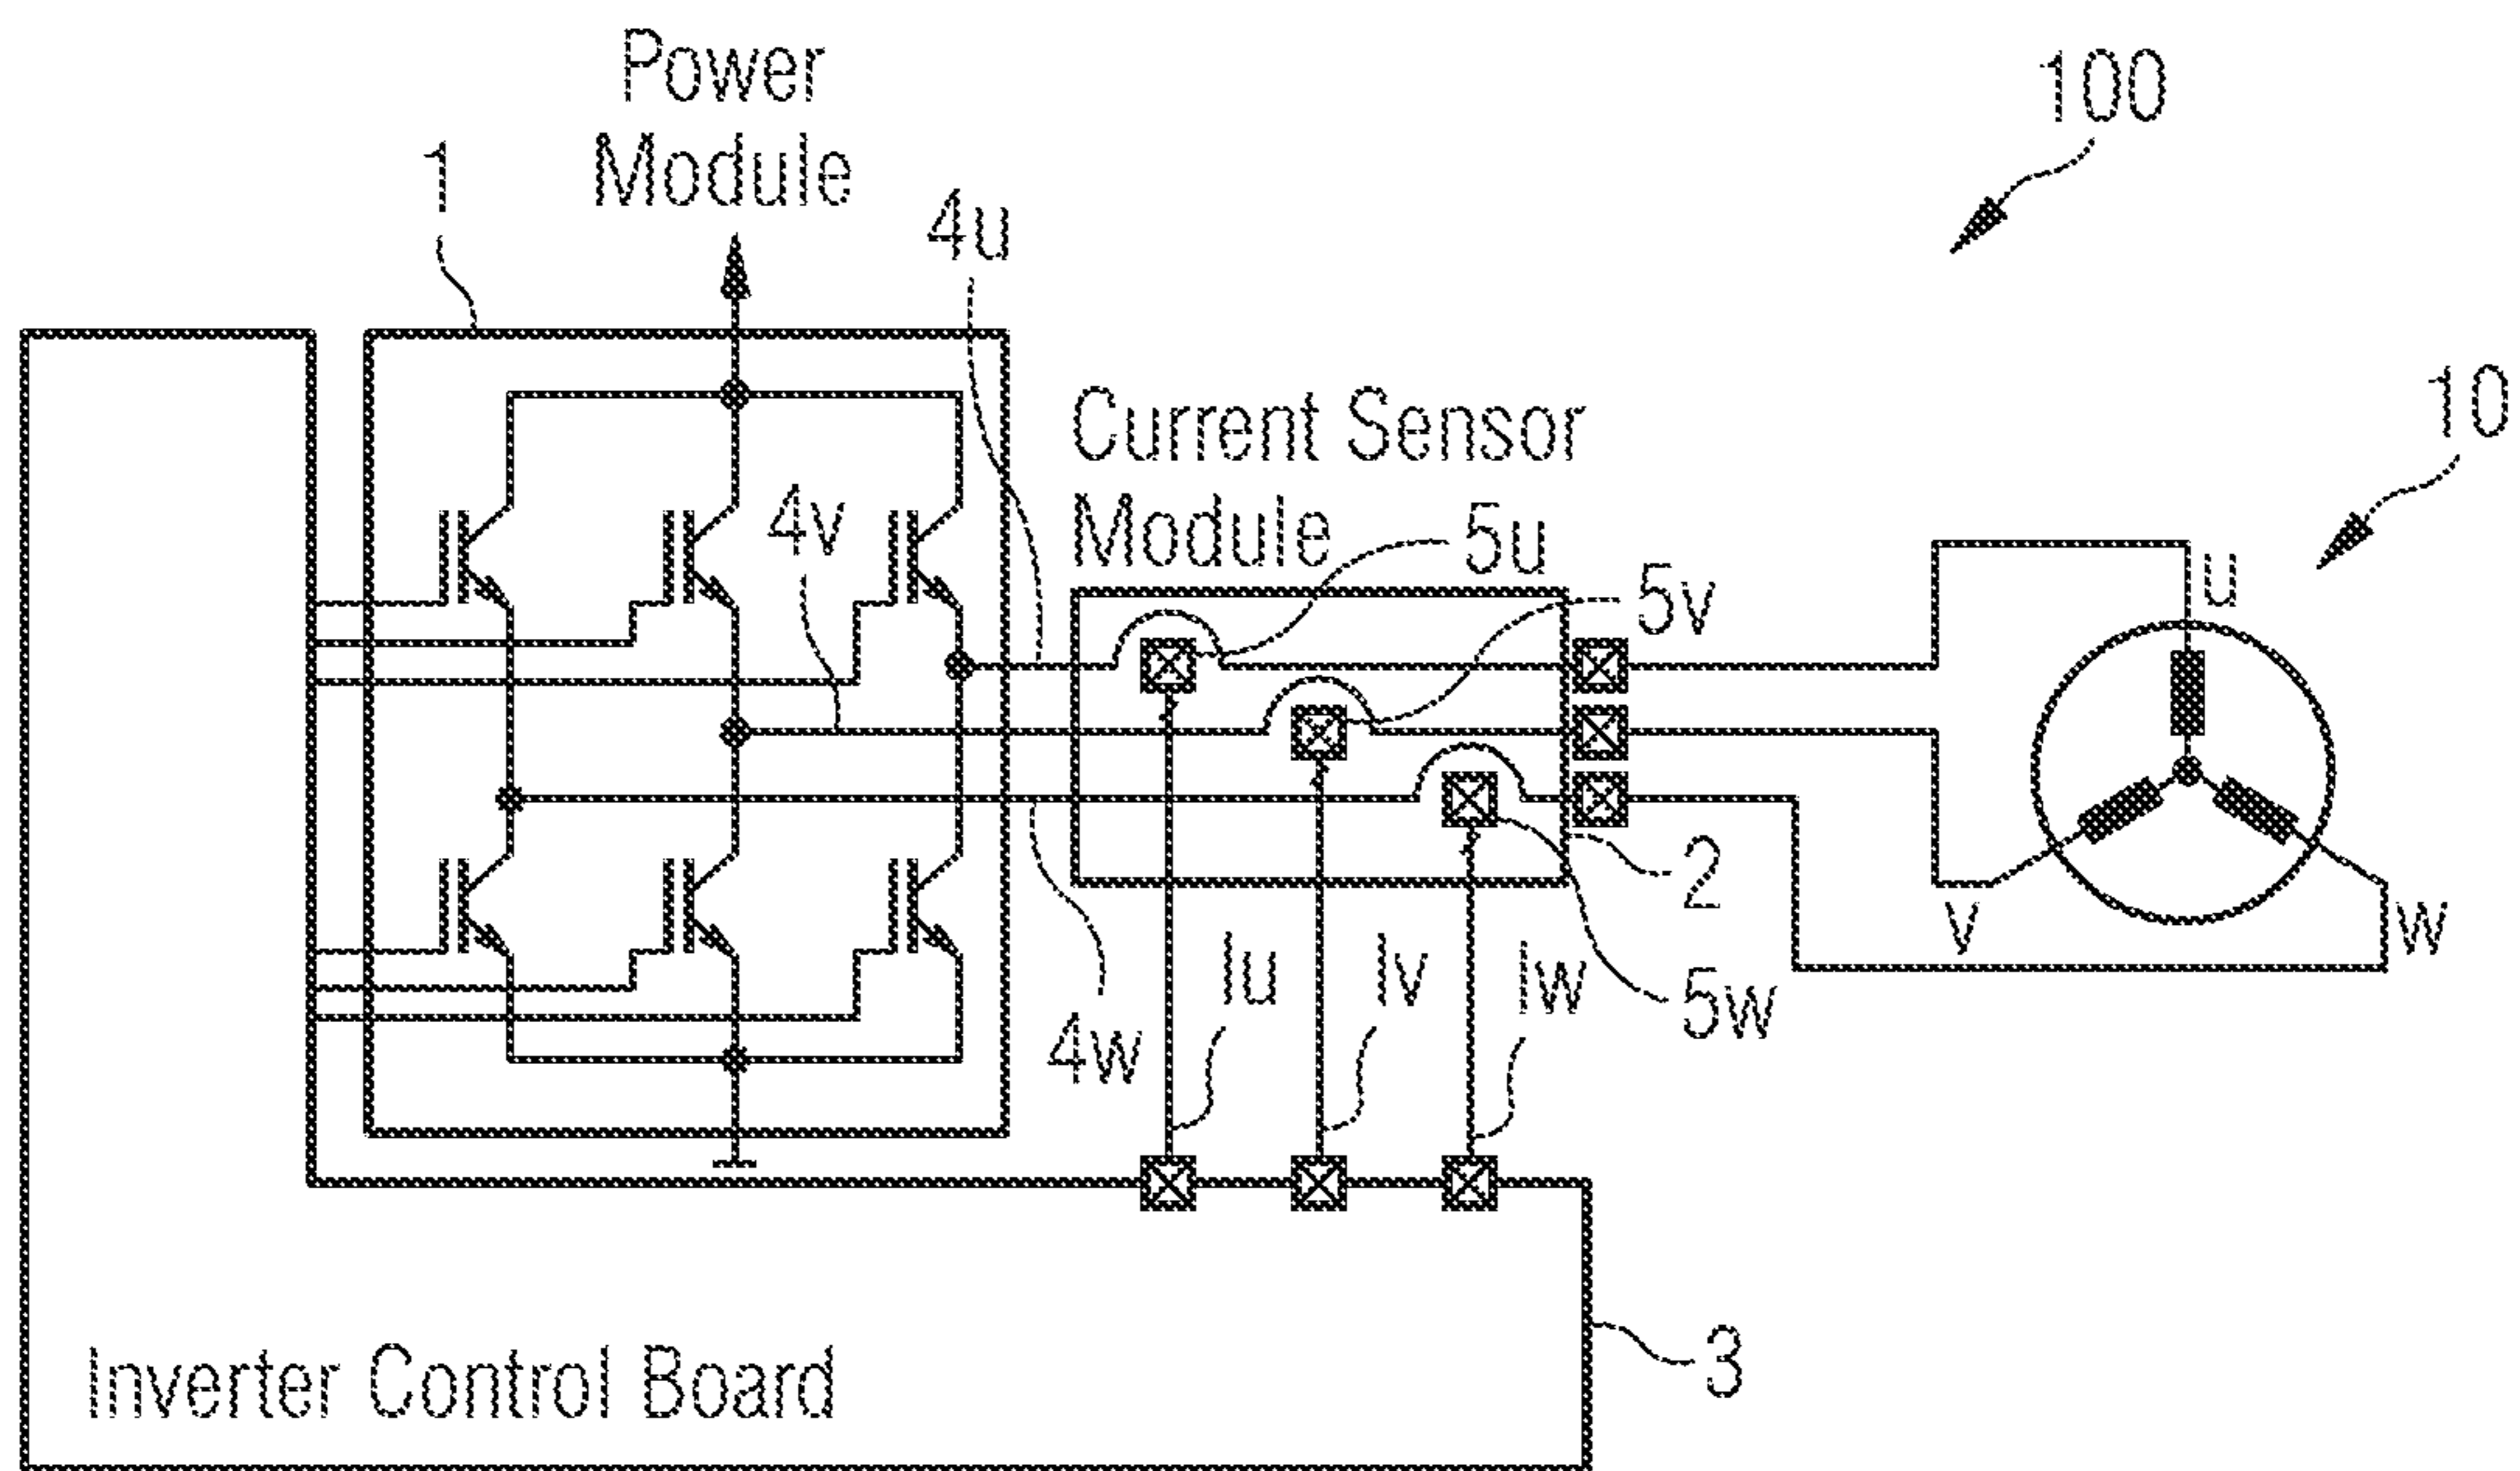 Power
Module
100
1
4u
10
Current Sensor
Module
4v
5u
5v
u
2
v
w
Iu
Iv
Iw
5w
4w
3
Inverter Control Board